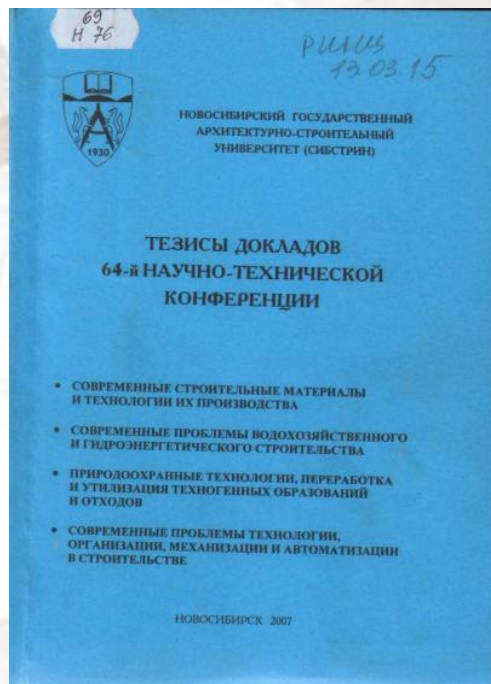 69
Н 76
РИНЦ
13.03.15
1930
НОВОСИБИРСКИЙ ГОСУДАРСТВЕННЫЙ
АРХИТЕКТУРНО-СТРОИТЕЛЬНЫЙ
УНИВЕРСИТЕТ (СИБСТРИН)
ТЕЗИСЫ ДОКЛАДОВ
64-й НАУЧНО-ТЕХНИЧЕСКОЙ
КОНФЕРЕНЦИИ
• СОВРЕМЕННЫЕ СТРОИТЕЛЬНЫЕ МАТЕРИАЛЫ
И ТЕХНОЛОГИИ ИХ ПРОИЗВОДСТВА
• СОВРЕМЕННЫЕ ПРОБЛЕМЫ ВОДОХОЗЯЙСТВЕННОГО
И ГИДРОЭНЕРГЕТИЧЕСКОГО СТРОИТЕЛЬСТВА
• ПРИРОДООХРАННЫЕ ТЕХНОЛОГИИ, ПЕРЕРАБОТКА
И УТИЛИЗАЦИЯ ТЕХНОГЕННЫХ ОБРАЗОВАНИЙ
И ОТХОДОВ
• СОВРЕМЕННЫЕ ПРОБЛЕМЫ ТЕХНОЛОГИИ,
ОРГАНИЗАЦИИ, МЕХАНИЗАЦИИ И АВТОМАТИЗАЦИИ
В СТРОИТЕЛЬСТВЕ
НОВОСИБИРСК 2007